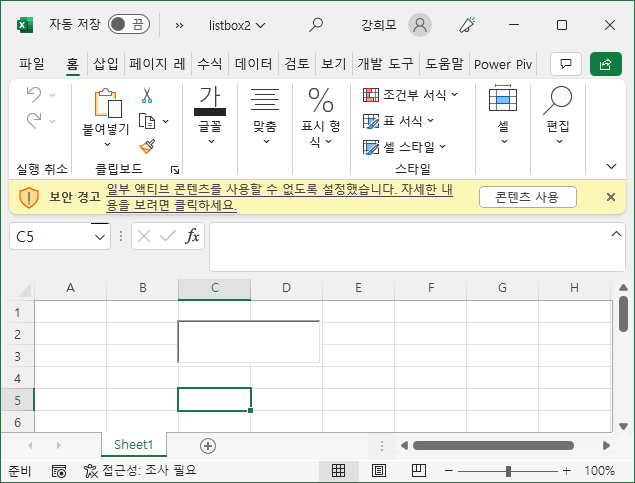 자동 저장 끔 » listbox2 강희모
파일 홈 삽입 페이지 레 수식 데이터 검토 보기 개발 도구 도움말 Power Piv
붙여넣기 가 글꼴 맞춤 % 표시 형식 조건부 서식 표 서식 셀 스타일 셀 편집
실행 취소 클립보드 스타일
보안 경고 일부 액티브 콘텐츠를 사용할 수 없도록 설정했습니다. 자세한 내
용을 보려면 클릭하세요. 콘텐츠 사용
C5 fx
A B C D E F G H
1
2
3
4
5
6
Sheet1
준비 접근성: 조사 필요 100%